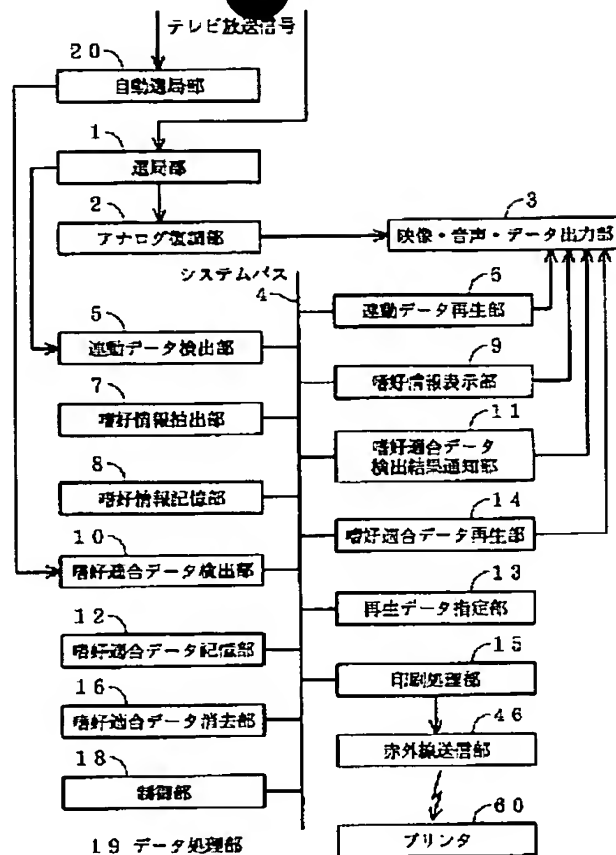 テレビ放送信号
20
自動選局部
1
選局部
2
アナログ復調部
3
映像・音声・データ出力部
システムバス
4
5
連動データ検出部
6
連動データ再生部
7
嗜好情報抽出部
9
嗜好情報表示部
8
嗜好情報記憶部
11
嗜好適合データ
検出結果通知部
10
嗜好適合データ検出部
14
嗜好適合データ再生部
12
嗜好適合データ記憶部
13
再生データ指定部
16
嗜好適合データ消去部
15
印刷処理部
18
制御部
46
赤外線送信部
19 データ処理部
60
プリンタ